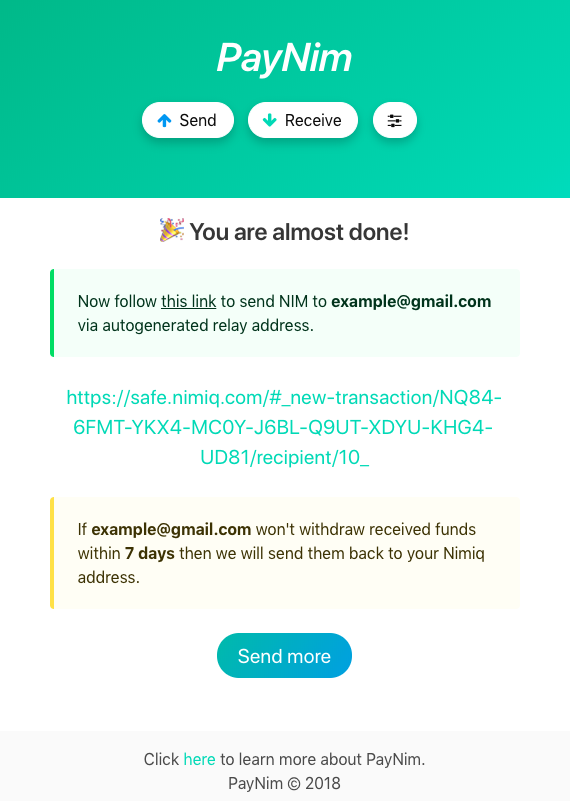 PayNim
Send
Receive
🎉 You are almost done!
Now follow this link to send NIM to example@gmail.com
via autogenerated relay address.
https://safe.nimiq.com/#_new-transaction/NQ84-
6FMT-YKX4-MC0Y-J6BL-Q9UT-XDYU-KHG4-
UD81/recipient/10_
If example@gmail.com won't withdraw received funds
within 7 days then we will send them back to your Nimiq
address.
Send more
Click here to learn more about PayNim.
PayNim © 2018